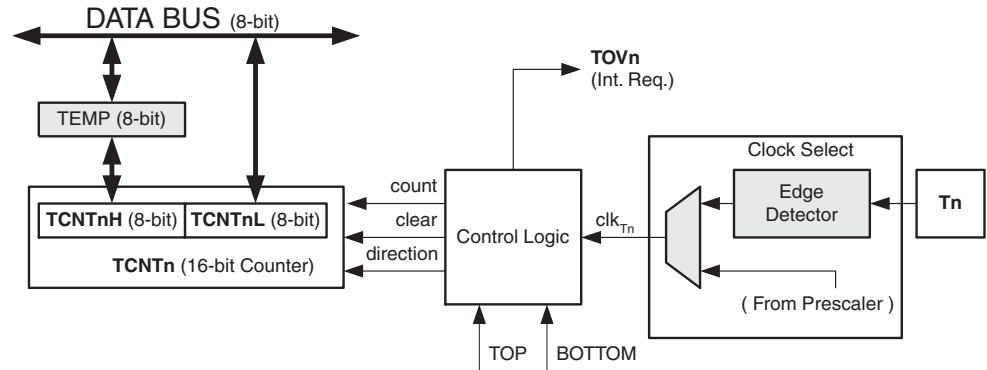 DATA BUS (8-bit)
TOVn
(Int. Req.)
TEMP (8-bit)
Clock Select
count
Edge
Detector
Tn
TCNTnH (8-bit) TCNTnL (8-bit)
clear
Control Logic
clkTn
TCNTn (16-bit Counter)
direction
( From Prescaler )
TOP
BOTTOM